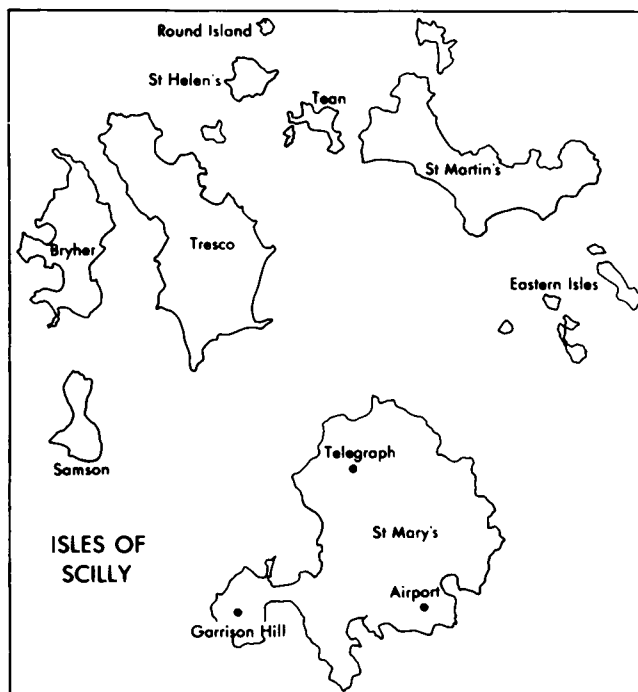 Round Island
St Helen's
Tean
St Martin's
Bryher
Tresco
Eastern Isles
Samson
Telegraph
ISLES OF
SCILLY
St Mary's
Airport
Garrison Hill